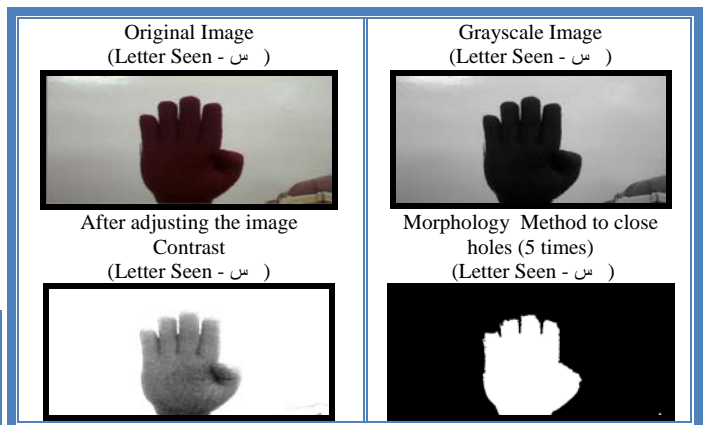 Original Image
(Letter Seen - س )
Grayscale Image
(Letter Seen - س )
After adjusting the image
Contrast
(Letter Seen - س )
Morphology Method to close
holes (5 times)
(Letter Seen - س )